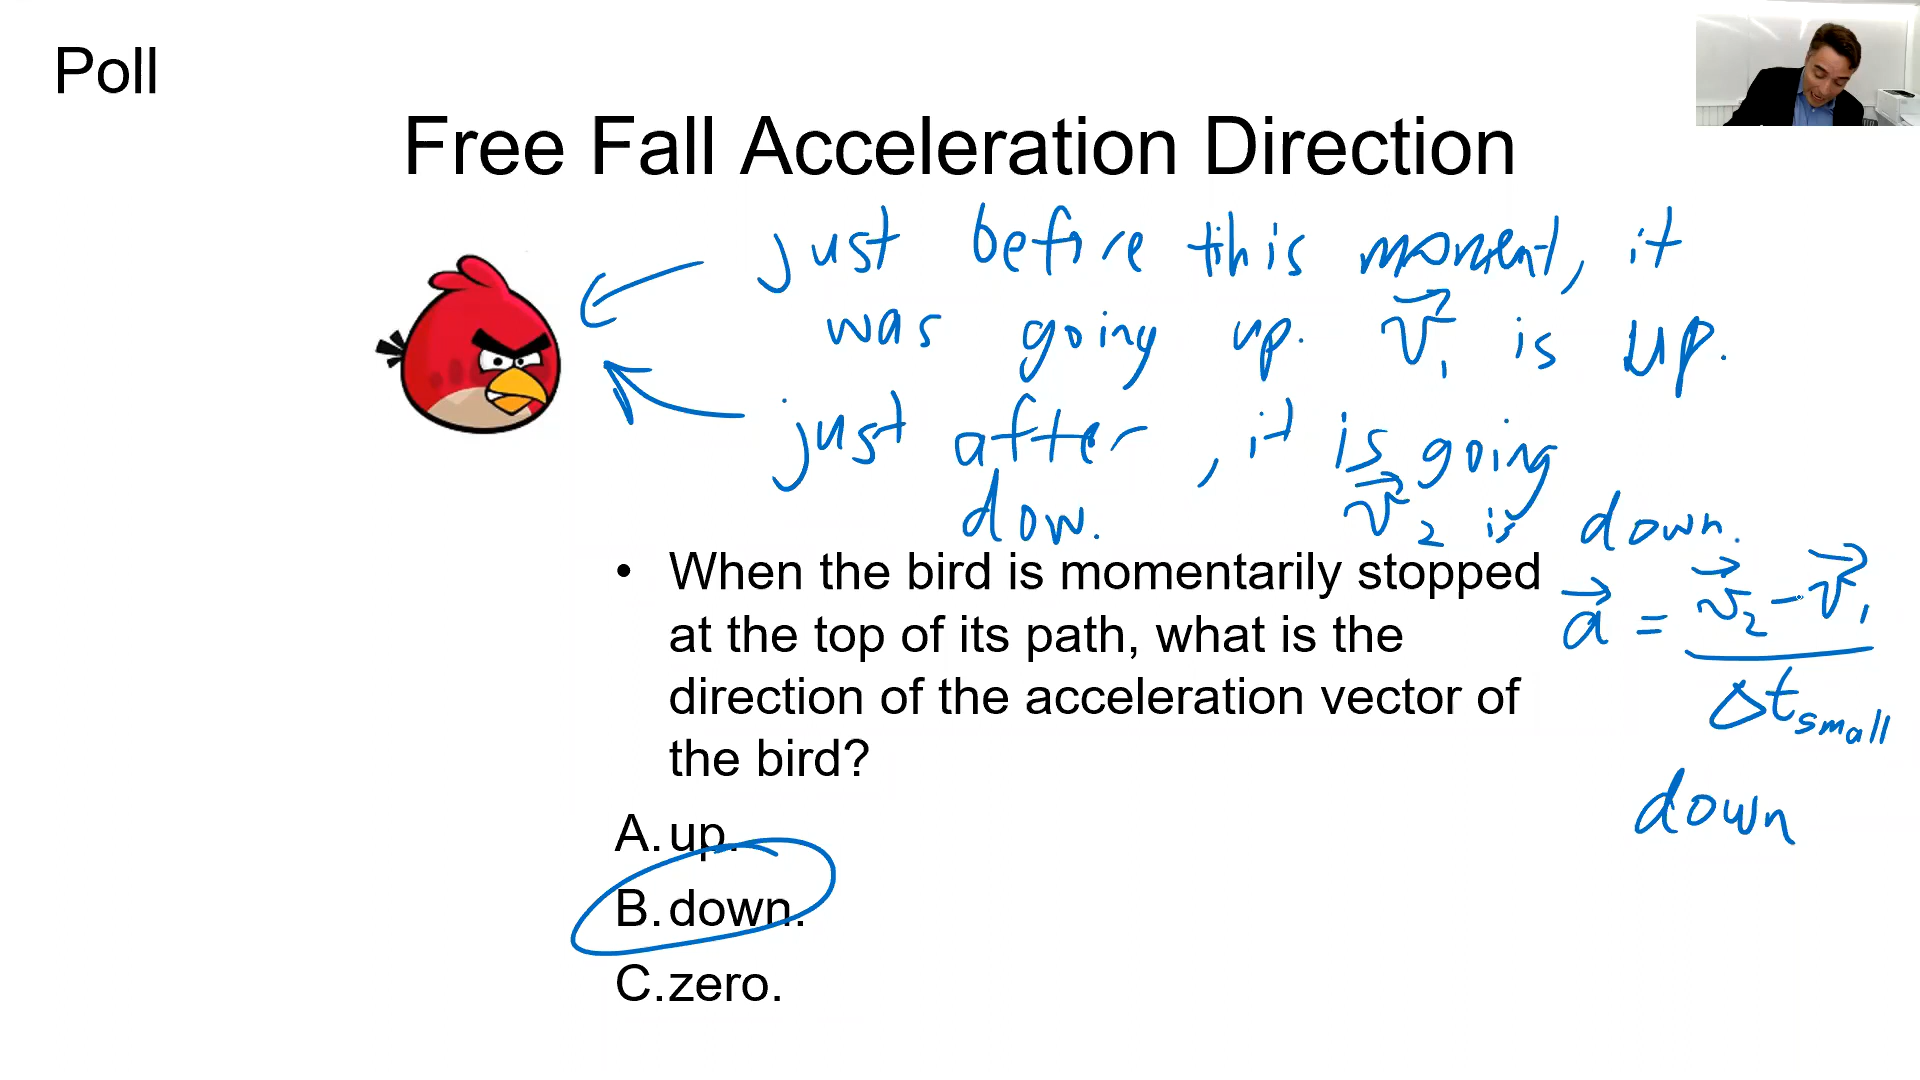 Poll
Free Fall Acceleration Direction
just before this moment, it
was going up. v⃗₁ is up.
just after, it is going
dow. v⃗₂ is down.
• When the bird is momentarily stopped
at the top of its path, what is the
direction of the acceleration vector of
the bird?
a⃗ = (v⃗₂ − v⃗₁) / Δt small
down
A. up.
B. down.
C. zero.